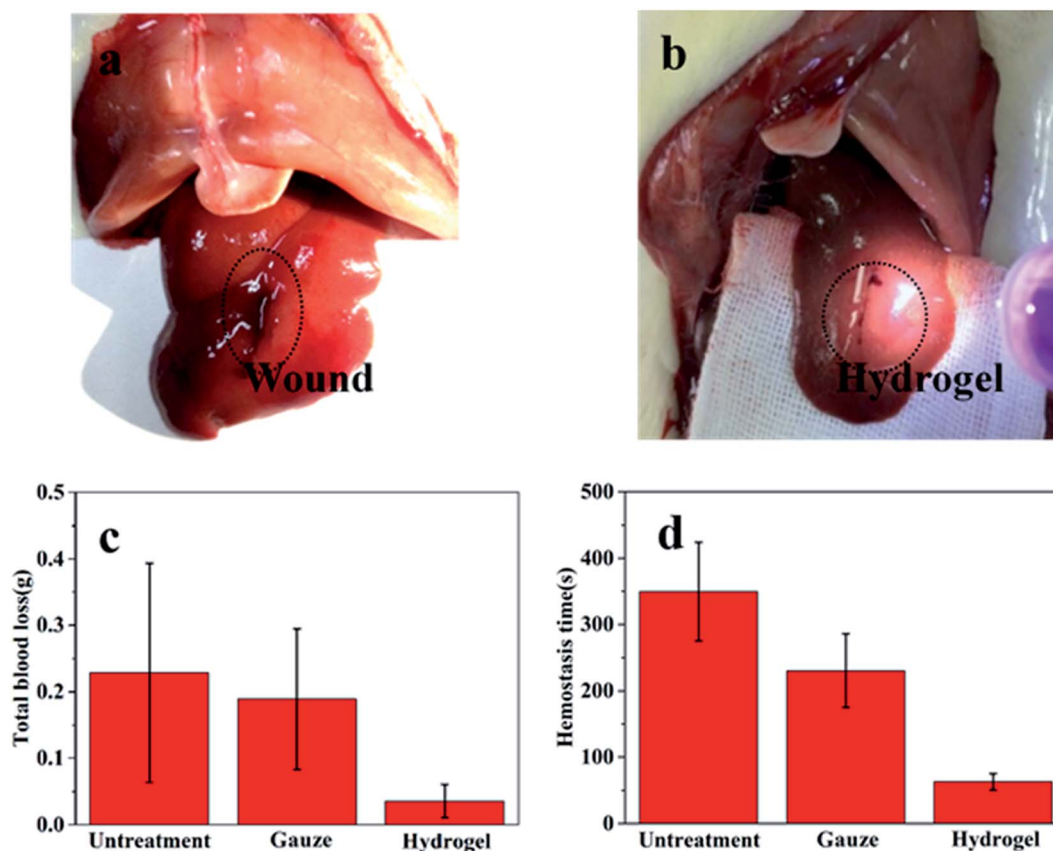 a
b
Wound
Hydrogel
0.5
0.4
0.3
0.2
0.1
0.0
Total blood loss(g)
c
Untreatment Gauze Hydrogel
500
400
300
200
100
0
Hemostasis time(s)
d
Untreatment Gauze Hydrogel